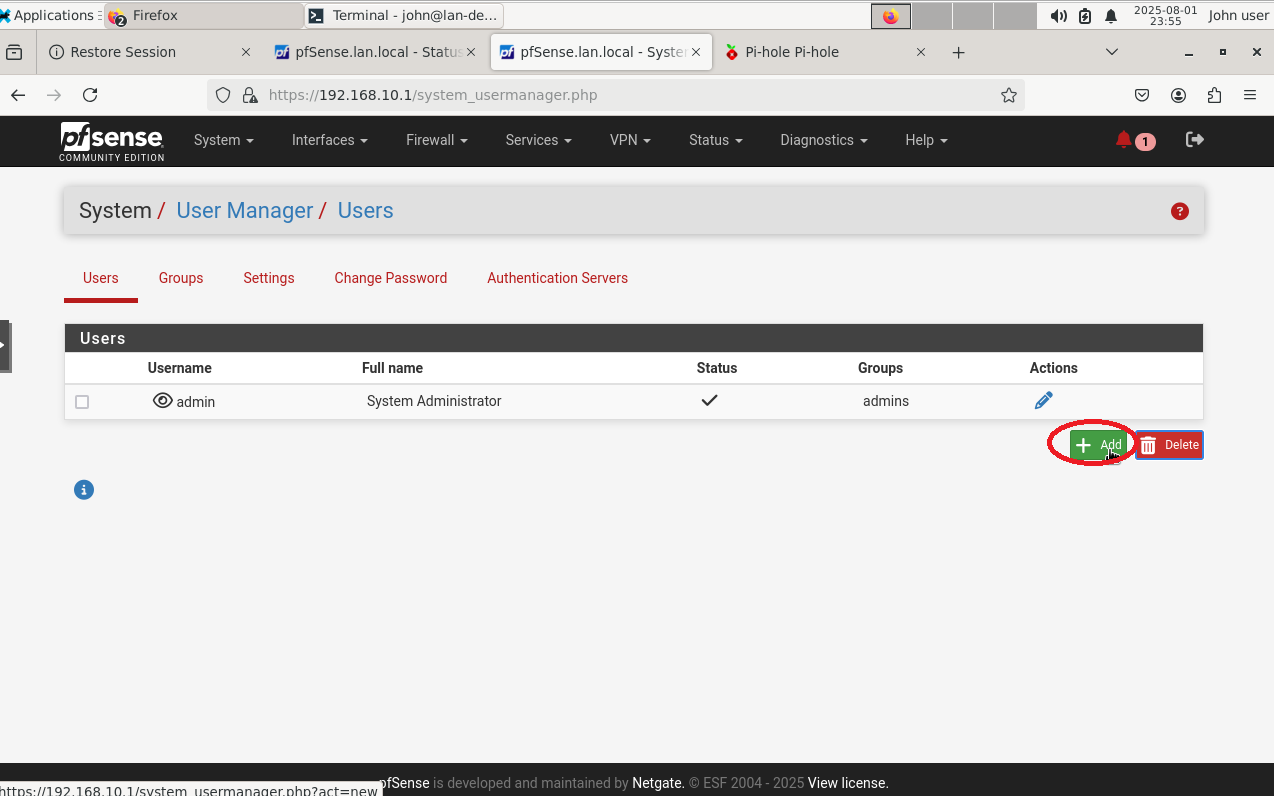 Applications
Firefox
2
Terminal - john@lan-de...
2025-08-01
23:55
John user
Restore Session
pf
pfSense.lan.local - Status
pf
pfSense.lan.local - Syste
Pi-hole Pi-hole
https://192.168.10.1/system_usermanager.php
pfsense
COMMUNITY EDITION
System
Interfaces
Firewall
Services
VPN
Status
Diagnostics
Help
1
System / User Manager / Users
?
Users
Groups
Settings
Change Password
Authentication Servers
Users
Username Full name Status Groups Actions
admin System Administrator admins
Add
Delete
i
pfSense is developed and maintained by Netgate. © ESF 2004 - 2025 View license.
https://192.168.10.1/system_usermanager.php?act=new